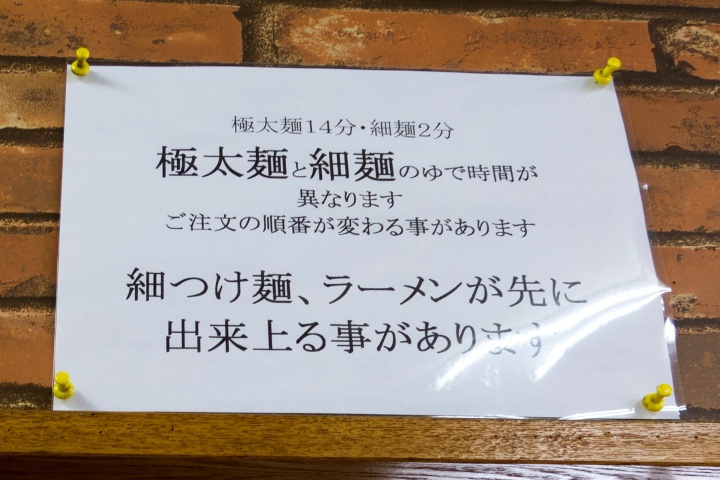 極太麺14分・細麺2分
極太麺と細麺のゆで時間が
異なります
ご注文の順番が変わる事があります
細つけ麺、ラーメンが先に
出来上る事があります